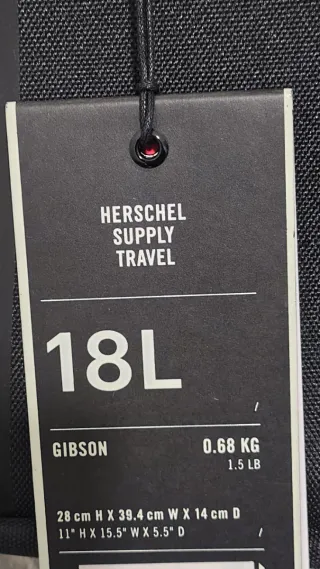 HERSCHEL
SUPPLY
TRAVEL
18L
GIBSON 0.68 KG
1.5 LB
28 cm H X 39.4 cm W X 14 cm D
11" H X 15.5" W X 5.5" D